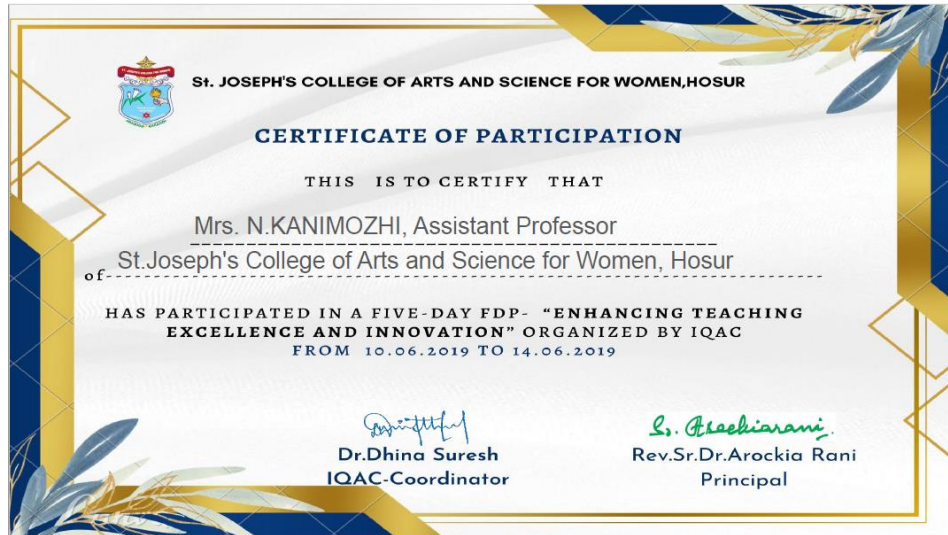 St. JOSEPH'S COLLEGE OF ARTS AND SCIENCE FOR WOMEN,HOSUR
CERTIFICATE OF PARTICIPATION
THIS IS TO CERTIFY THAT
Mrs. N.KANIMOZHI, Assistant Professor
of St.Joseph's College of Arts and Science for Women, Hosur
HAS PARTICIPATED IN A FIVE-DAY FDP- “ENHANCING TEACHING
EXCELLENCE AND INNOVATION” ORGANIZED BY IQAC
FROM 10.06.2019 TO 14.06.2019
Dr.Dhina Suresh
IQAC-Coordinator
Sr. Arockiarani.
Rev.Sr.Dr.Arockia Rani
Principal